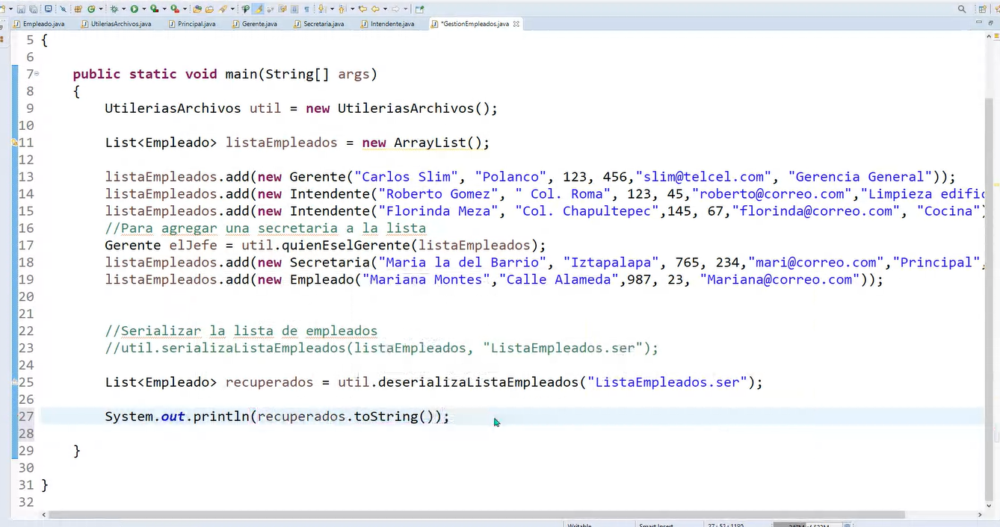 Empleado.java UtileriasArchivos.java Principal.java Gerente.java Secretaria.java Intendente.java *GestionEmpleados.java
5 {
6
7 public static void main(String[] args)
8 {
9 UtileriasArchivos util = new UtileriasArchivos();
10
11 List<Empleado> listaEmpleados = new ArrayList();
12
13 listaEmpleados.add(new Gerente("Carlos Slim", "Polanco", 123, 456,"slim@telcel.com", "Gerencia General"));
14 listaEmpleados.add(new Intendente("Roberto Gomez", " Col. Roma", 123, 45,"roberto@correo.com","Limpieza edific
15 listaEmpleados.add(new Intendente("Florinda Meza", "Col. Chapultepec",145, 67,"florinda@correo.com", "Cocina")
16 //Para agregar una secretaria a la lista
17 Gerente elJefe = util.quienEselGerente(listaEmpleados);
18 listaEmpleados.add(new Secretaria("Maria la del Barrio", "Iztapalapa", 765, 234,"mari@correo.com","Principal",
19 listaEmpleados.add(new Empleado("Mariana Montes","Calle Alameda",987, 23, "Mariana@correo.com"));
20
21
22 //Serializar la lista de empleados
23 //util.serializaListaEmpleados(listaEmpleados, "ListaEmpleados.ser");
24
25 List<Empleado> recuperados = util.deserializaListaEmpleados("ListaEmpleados.ser");
26
27 System.out.println(recuperados.toString());
28
29 }
30
31 }
32
Writable Smart Insert